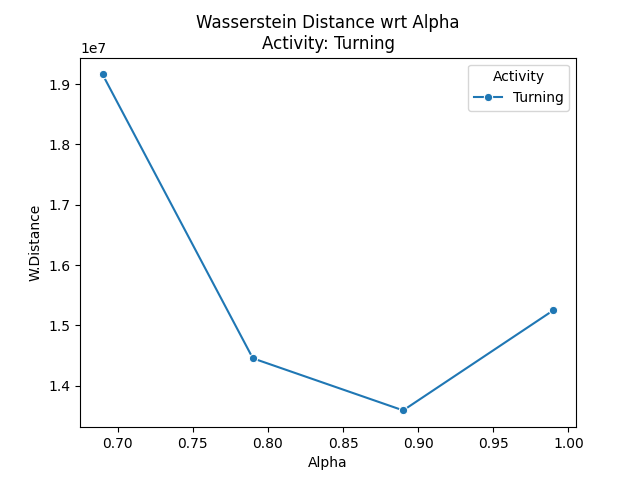 Wasserstein Distance wrt Alpha
Activity: Turning
1e7
Activity
Turning
1.9
1.8
1.7
1.6
1.5
1.4
W.Distance
0.70 0.75 0.80 0.85 0.90 0.95 1.00
Alpha